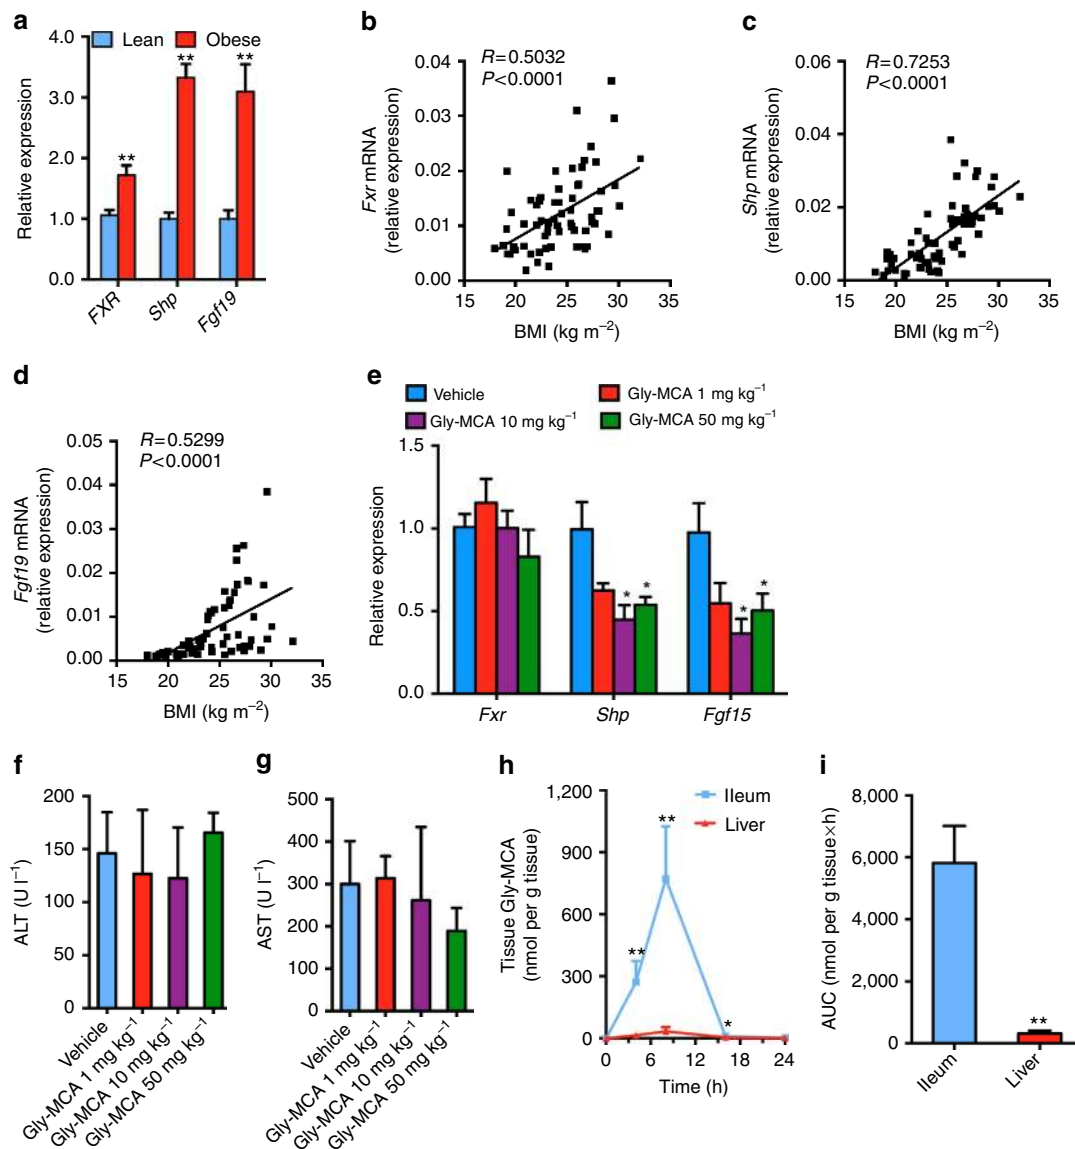 a
Lean
Obese
Relative expression
4.0
3.0
2.0
1.0
0.0
**
**
**
FXR
Shp
Fgf19
b
R=0.5032
P<0.0001
Fxr mRNA
(relative expression)
0.04
0.03
0.02
0.01
0.00
15
20
25
30
35
BMI (kg m−2)
c
R=0.7253
P<0.0001
Shp mRNA
(relative expression)
0.06
0.04
0.02
0.00
15
20
25
30
35
BMI (kg m−2)
d
R=0.5299
P<0.0001
Fgf19 mRNA
(relative expression)
0.05
0.04
0.03
0.02
0.01
0.00
15
20
25
30
35
BMI (kg m−2)
e
Vehicle
Gly-MCA 1 mg kg−1
Gly-MCA 10 mg kg−1
Gly-MCA 50 mg kg−1
Relative expression
1.5
1.0
0.5
0.0
*
*
*
*
Fxr
Shp
Fgf15
f
ALT (U l−1)
200
150
100
50
0
Vehicle
Gly-MCA 1 mg kg−1
Gly-MCA 10 mg kg−1
Gly-MCA 50 mg kg−1
g
AST (U l−1)
500
400
300
200
100
0
Vehicle
Gly-MCA 1 mg kg−1
Gly-MCA 10 mg kg−1
Gly-MCA 50 mg kg−1
h
Ileum
Liver
Tissue Gly-MCA
(nmol per g tissue)
1,200
900
600
300
0
**
**
*
0
6
12
18
24
Time (h)
i
AUC (nmol per g tissue×h)
8,000
6,000
4,000
2,000
0
**
Ileum
Liver